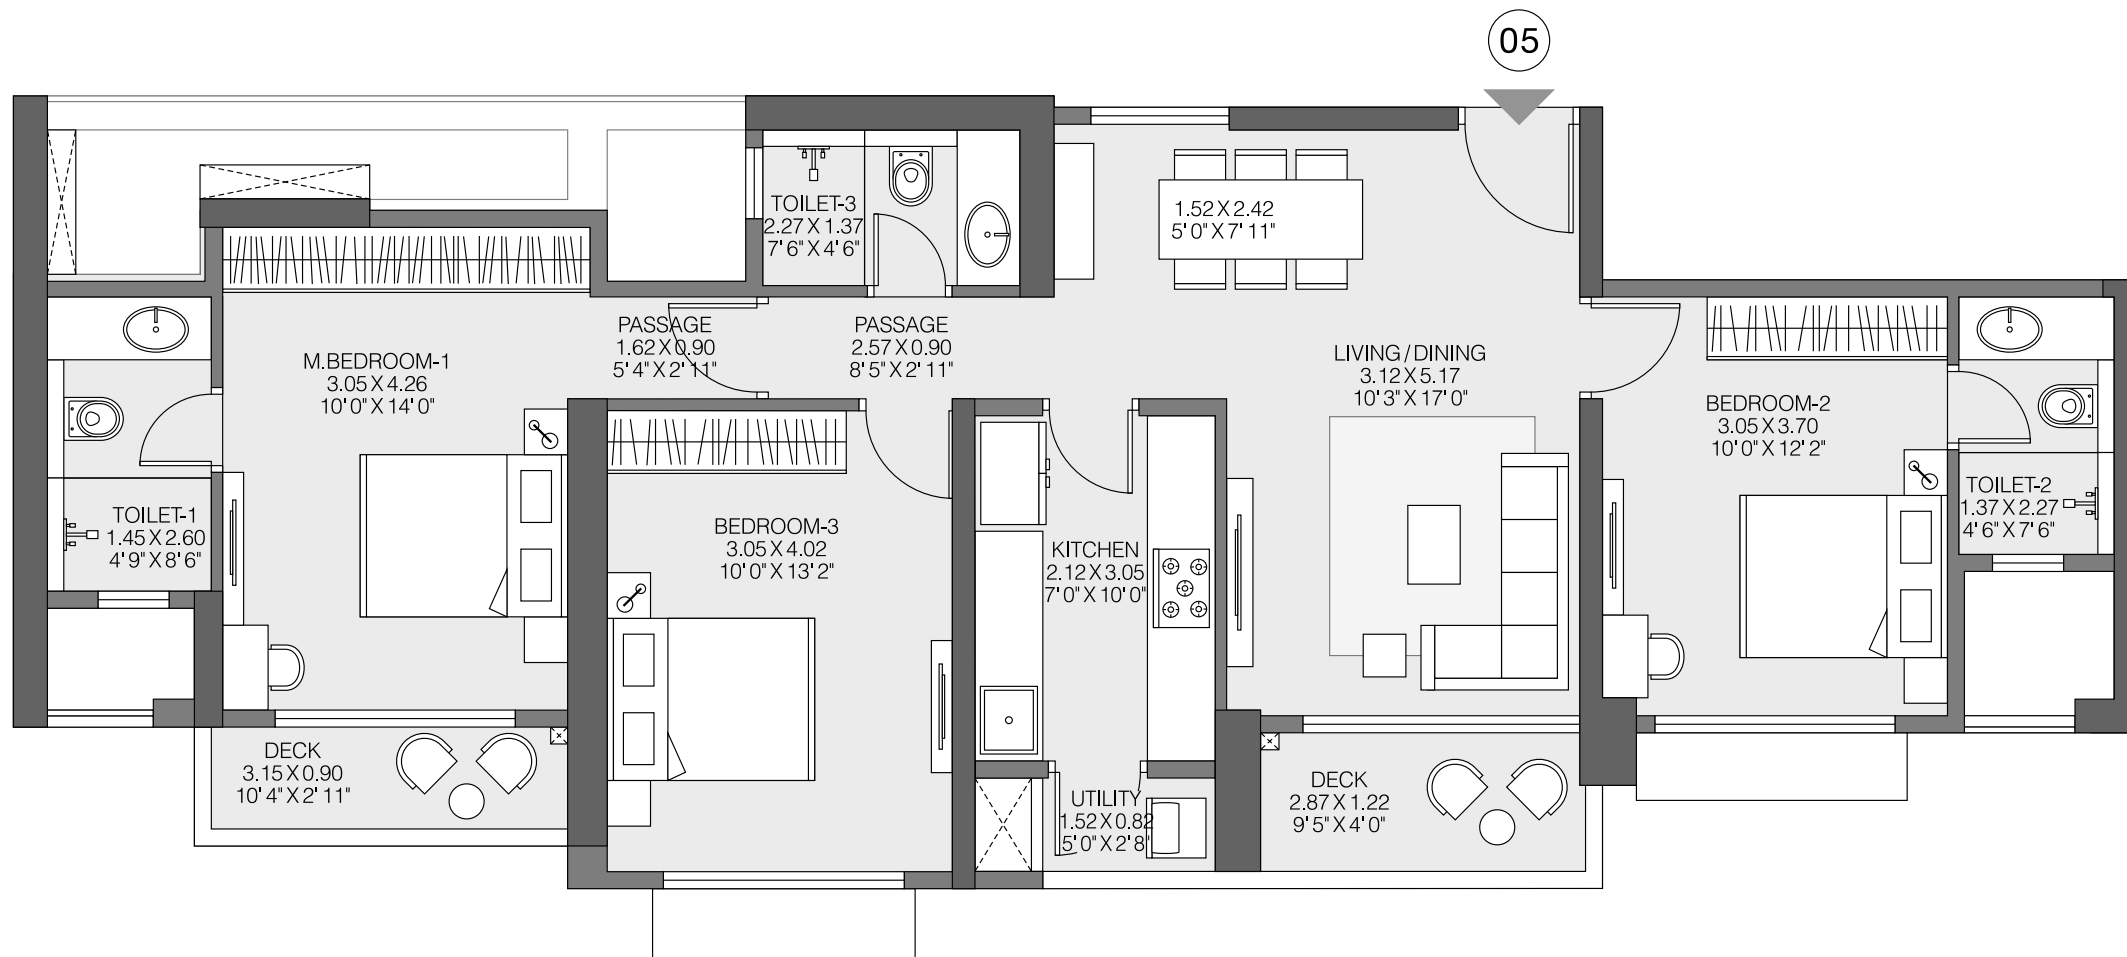 05
TOILET-3
2.27 X 1.37
7'6" X 4'6"
1.52 X 2.42
5'0" X 7'11"
PASSAGE
1.62 X 0.90
5'4" X 2'11"
PASSAGE
2.57 X 0.90
8'5" X 2'11"
M.BEDROOM-1
3.05 X 4.26
10'0" X 14'0"
LIVING / DINING
3.12 X 5.17
10'3" X 17'0"
BEDROOM-2
3.05 X 3.70
10'0" X 12'2"
TOILET-1
1.45 X 2.60
4'9" X 8'6"
BEDROOM-3
3.05 X 4.02
10'0" X 13'2"
KITCHEN
2.12 X 3.05
7'0" X 10'0"
TOILET-2
1.37 X 2.27
4'6" X 7'6"
DECK
3.15 X 0.90
10'4" X 2'11"
UTILITY
1.52 X 0.82
5'0" X 2'8"
DECK
2.87 X 1.22
9'5" X 4'0"